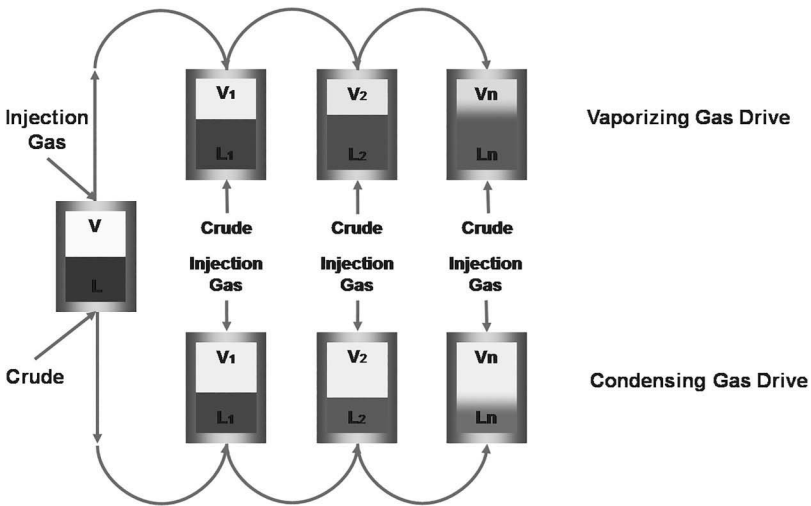 V₁
V₂
Vn
L₁
L₂
Ln
Vaporizing Gas Drive
Injection
Gas
V
L
Crude
Crude
Crude
Crude
Injection
Gas
Injection
Gas
Injection
Gas
V₁
V₂
Vn
L₁
L₂
Ln
Condensing Gas Drive